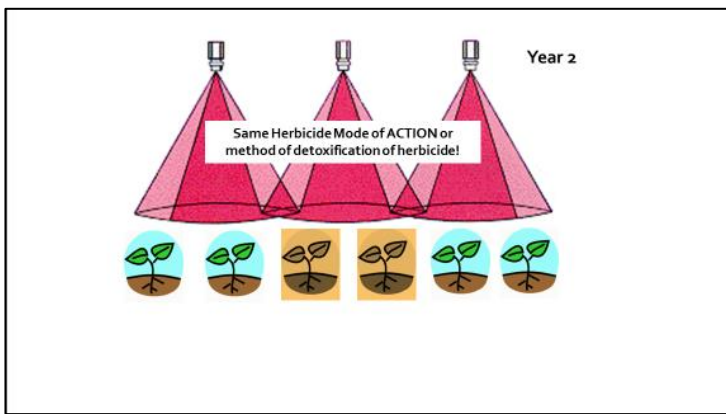 Year 2
Same Herbicide Mode of ACTION or
method of detoxification of herbicide!